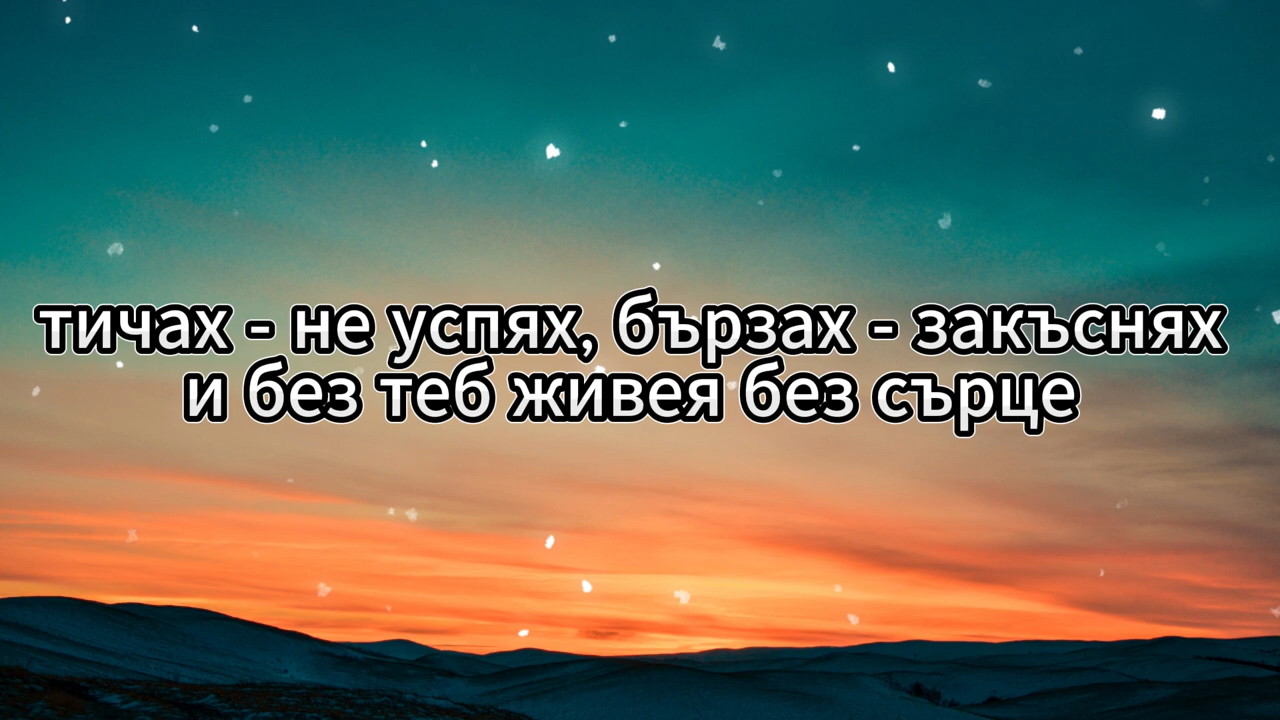 тичах - не успях, бързах - закъснях
и без теб живея без сърце